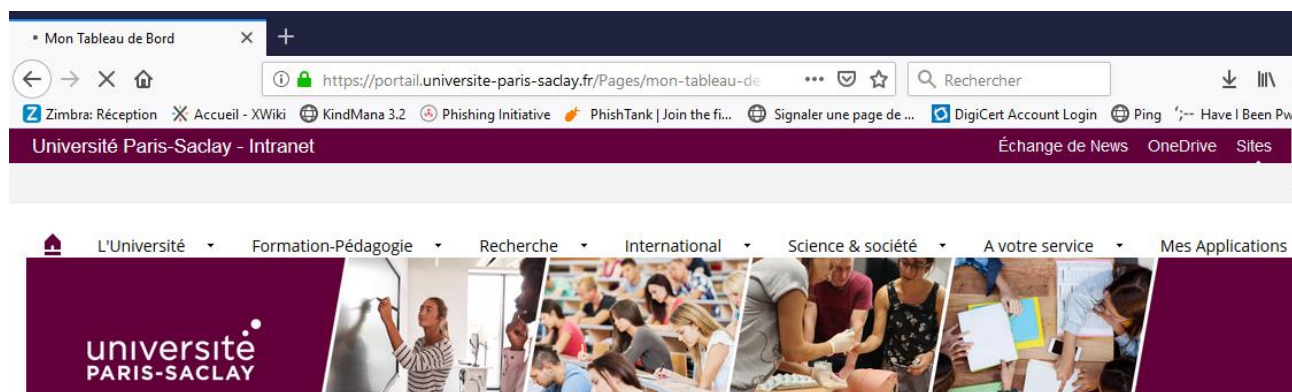 • Mon Tableau de Bord
https://portail.universite-paris-saclay.fr/Pages/mon-tableau-de
Rechercher
Zimbra: Réception Accueil - XWiki KindMana 3.2 Phishing Initiative PhishTank | Join the fi... Signaler une page de ... DigiCert Account Login Ping ';-- Have I Been Pw
Université Paris-Saclay - Intranet Échange de News OneDrive Sites
L'Université Formation-Pédagogie Recherche International Science & société A votre service Mes Applications
université
PARIS-SACLAY